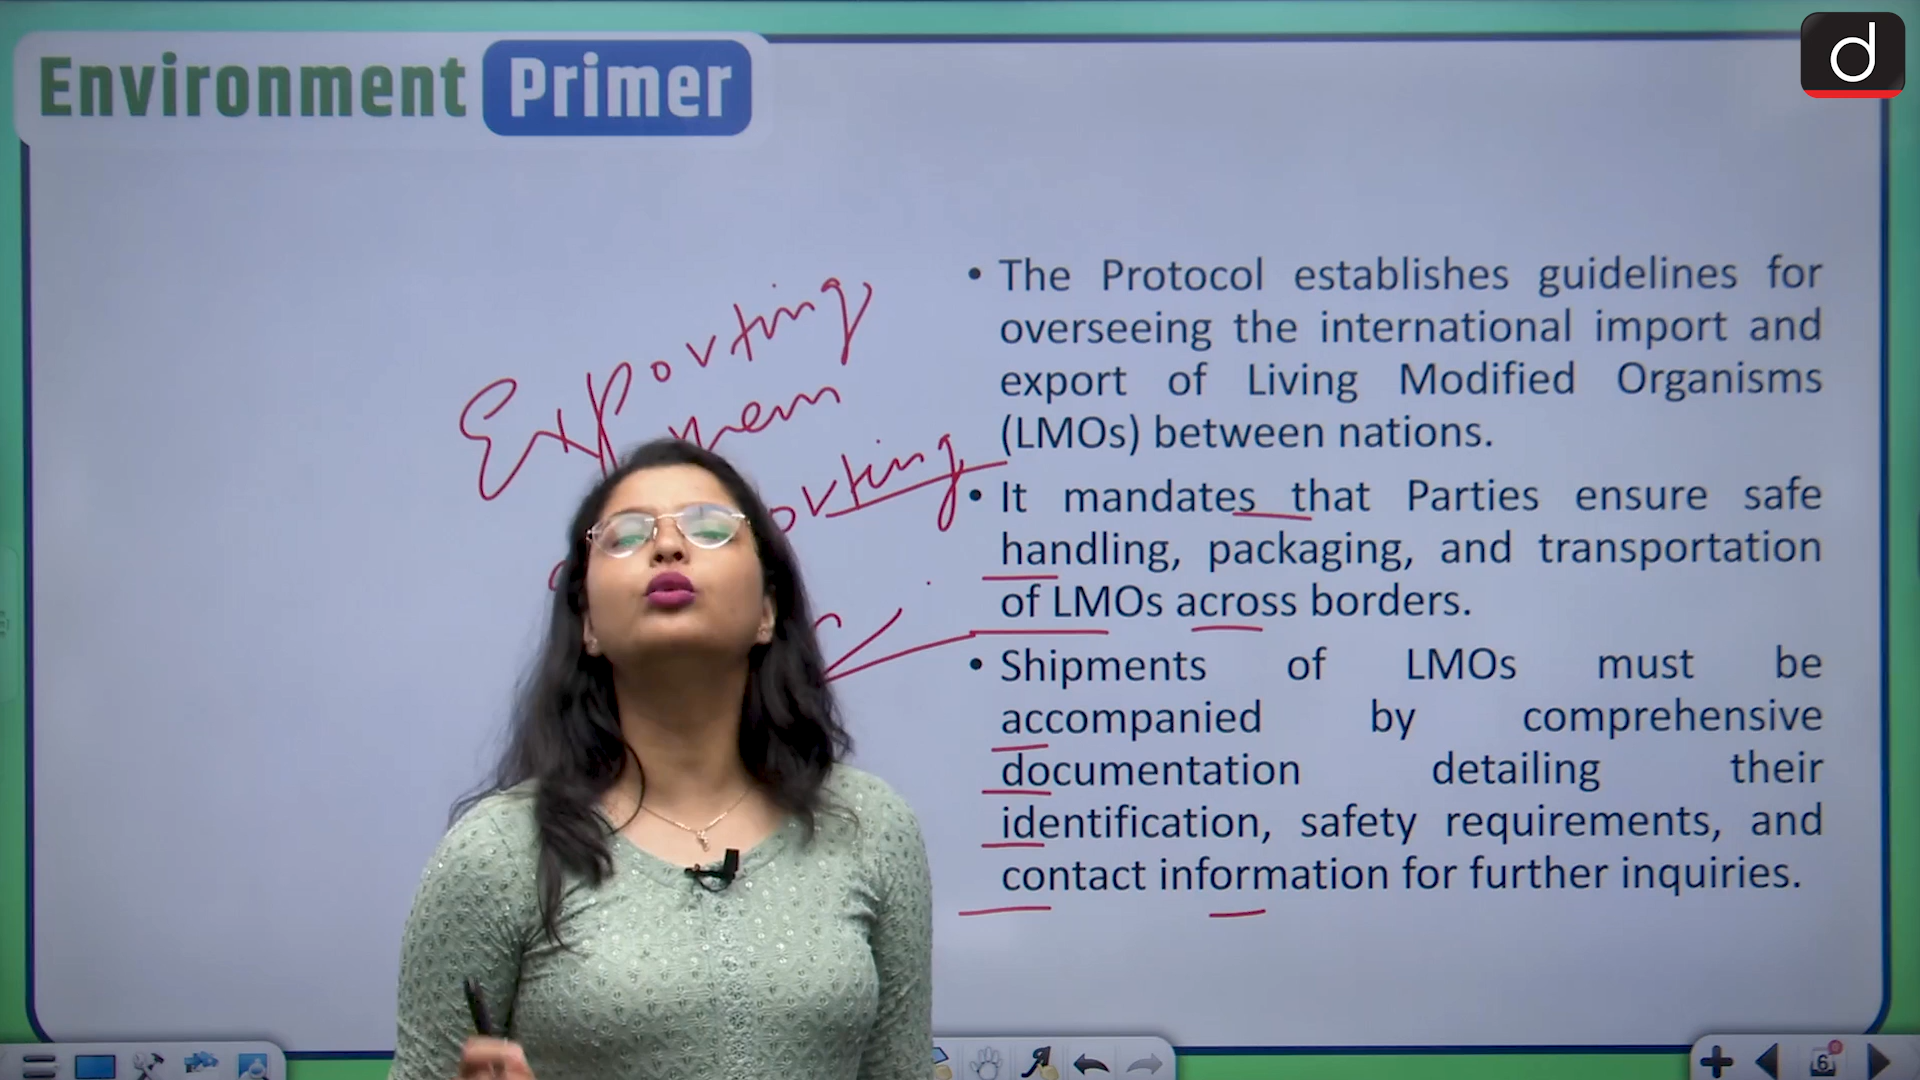 Environment Primer
d
Exporting
• The Protocol establishes guidelines for
overseeing the international import and
export of Living Modified Organisms
(LMOs) between nations.
• It mandates that Parties ensure safe
handling, packaging, and transportation
of LMOs across borders.
• Shipments of LMOs must be
accompanied by comprehensive
documentation detailing their
identification, safety requirements, and
contact information for further inquiries.
6